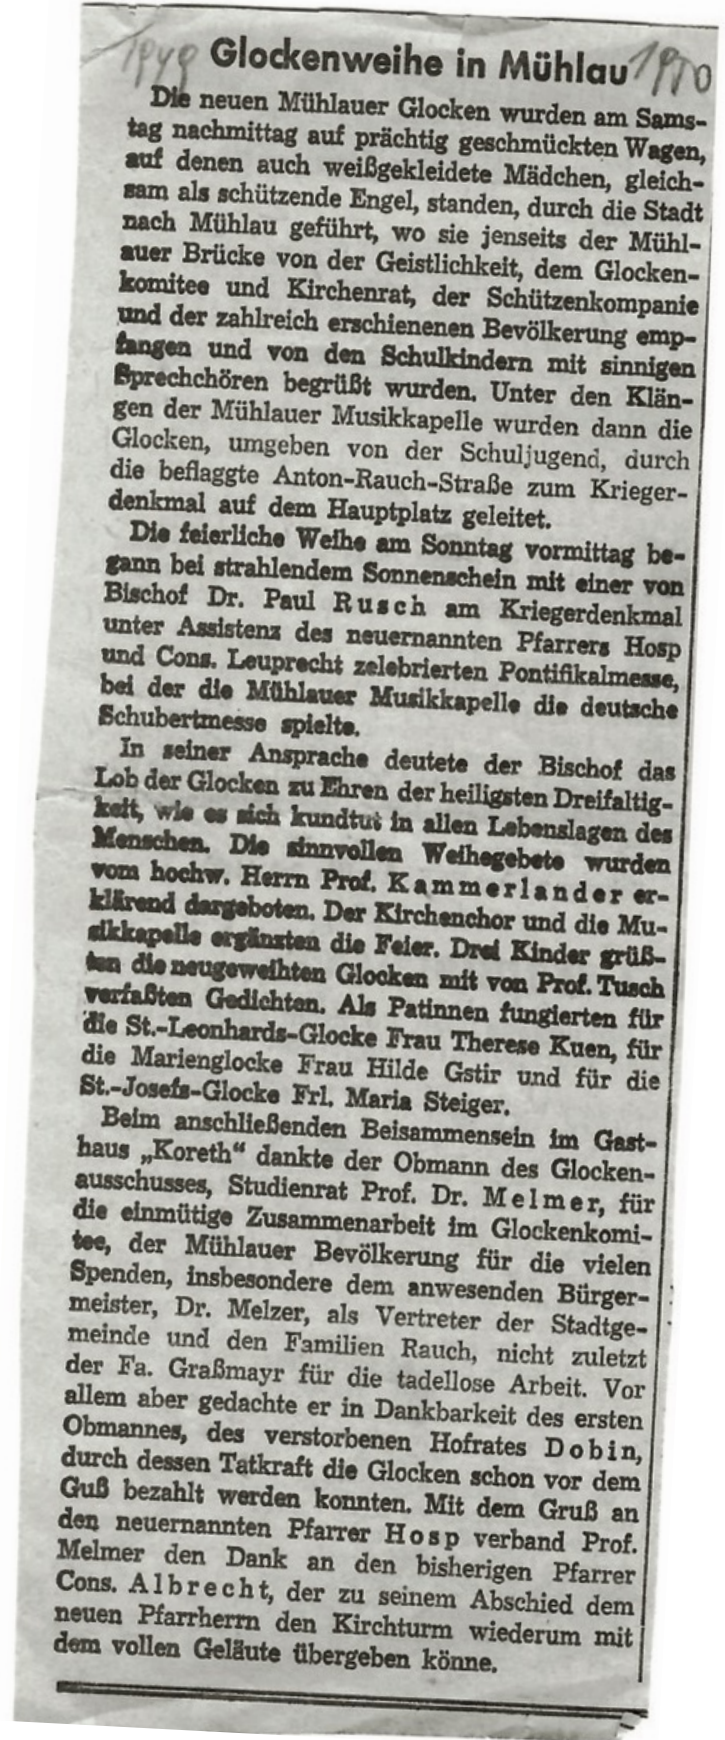 1949 Glockenweihe in Mühlau 1950
Die neuen Mühlauer Glocken wurden am Sams-
tag nachmittag auf prächtig geschmückten Wagen,
auf denen auch weißgekleidete Mädchen, gleich-
sam als schützende Engel, standen, durch die Stadt
nach Mühlau geführt, wo sie jenseits der Mühl-
auer Brücke von der Geistlichkeit, dem Glocken-
komitee und Kirchenrat, der Schützenkompanie
und der zahlreich erschienenen Bevölkerung emp-
fangen und von den Schulkindern mit sinnigen
Sprechchören begrüßt wurden. Unter den Klän-
gen der Mühlauer Musikkapelle wurden dann die
Glocken, umgeben von der Schuljugend, durch
die beflaggte Anton-Rauch-Straße zum Krieger-
denkmal auf dem Hauptplatz geleitet.
Die feierliche Weihe am Sonntag vormittag be-
gann bei strahlendem Sonnenschein mit einer von
Bischof Dr. Paul Rusch am Kriegerdenkmal
unter Assistenz des neuernannten Pfarrers Hosp
und Cons. Leuprecht zelebrierten Pontifikalmesse,
bei der die Mühlauer Musikkapelle die deutsche
Schubertmesse spielte.
In seiner Ansprache deutete der Bischof das
Lob der Glocken zu Ehren der heiligsten Dreifaltig-
keit, wie es sich kundtut in allen Lebenslagen des
Menschen. Die sinnvollen Weihegebete wurden
vom hochw. Herrn Prof. Kammerlander er-
klärend dargeboten. Der Kirchenchor und die Mu-
sikkapelle ergänzten die Feier. Drei Kinder grüß-
ten die neugeweihten Glocken mit von Prof. Tusch
verfaßten Gedichten. Als Patinnen fungierten für
die St.-Leonhards-Glocke Frau Therese Kuen, für
die Marienglocke Frau Hilde Gstir und für die
St.-Josefs-Glocke Frl. Maria Steiger.
Beim anschließenden Beisammensein im Gast-
haus „Koreth“ dankte der Obmann des Glocken-
ausschusses, Studienrat Prof. Dr. Melmer, für
die einmütige Zusammenarbeit im Glockenkomi-
tee, der Mühlauer Bevölkerung für die vielen
Spenden, insbesondere dem anwesenden Bürger-
meister, Dr. Melzer, als Vertreter der Stadtge-
meinde und den Familien Rauch, nicht zuletzt
der Fa. Graßmayr für die tadellose Arbeit. Vor
allem aber gedachte er in Dankbarkeit des ersten
Obmannes, des verstorbenen Hofrates Dobin,
durch dessen Tatkraft die Glocken schon vor dem
Guß bezahlt werden konnten. Mit dem Gruß an
den neuernannten Pfarrer Hosp verband Prof.
Melmer den Dank an den bisherigen Pfarrer
Cons. Albrecht, der zu seinem Abschied dem
neuen Pfarrherrn den Kirchturm wiederum mit
dem vollen Geläute übergeben könne.